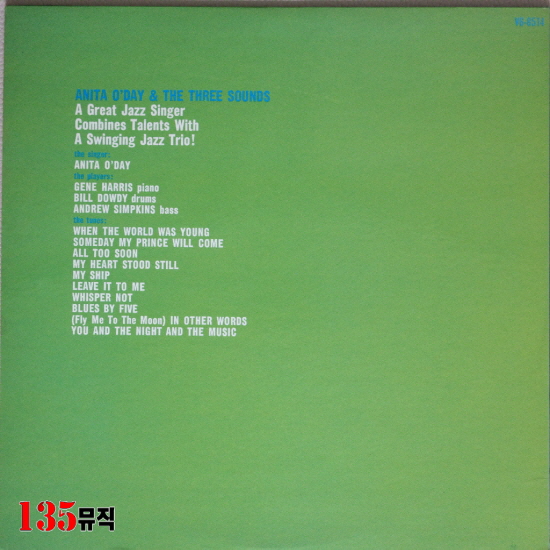 V6-8514
ANITA O'DAY & THE THREE SOUNDS
A Great Jazz Singer
Combines Talents With
A Swinging Jazz Trio!
the singer:
ANITA O'DAY
the players:
GENE HARRIS piano
BILL DOWDY drums
ANDREW SIMPKINS bass
the tunes:
WHEN THE WORLD WAS YOUNG
SOMEDAY MY PRINCE WILL COME
ALL TOO SOON
MY HEART STOOD STILL
MY SHIP
LEAVE IT TO ME
WHISPER NOT
BLUES BY FIVE
(Fly Me To The Moon) IN OTHER WORDS
YOU AND THE NIGHT AND THE MUSIC
135뮤직